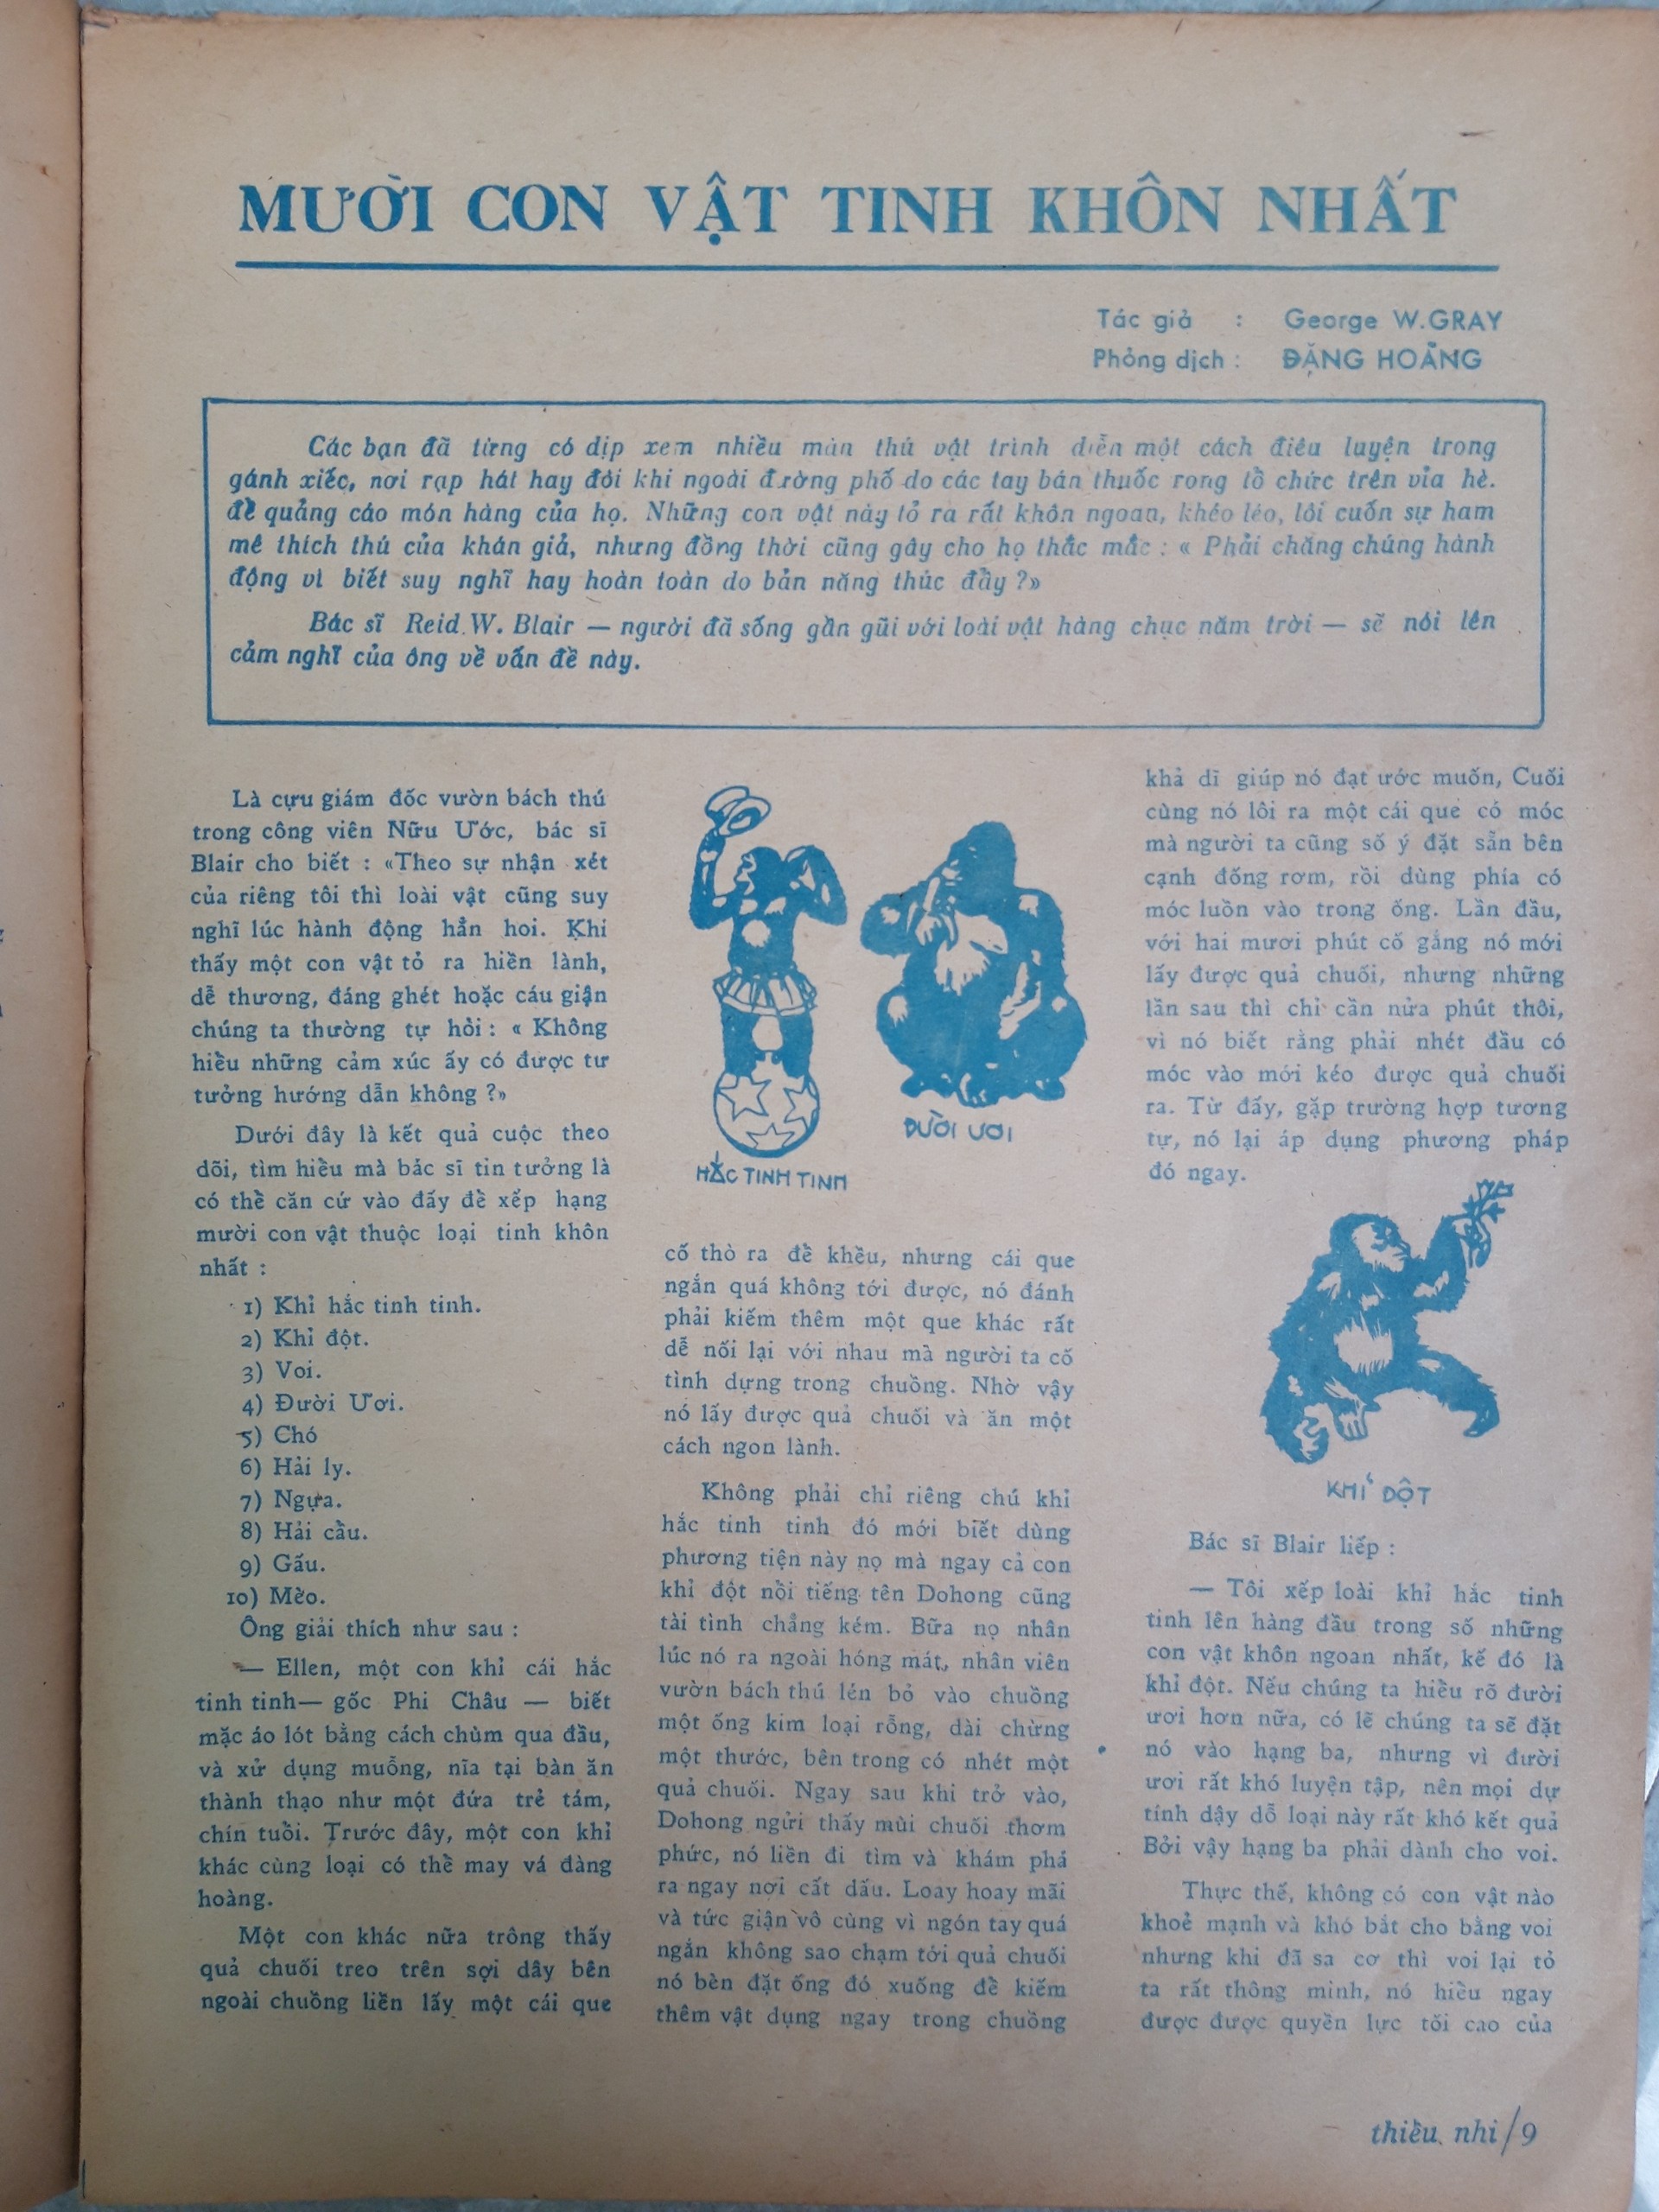 MƯỜI CON VẬT TINH KHÔN NHẤT
Tác giả : George W.GRAY
Phỏng dịch : ĐẶNG HOÀNG
Các bạn đã từng có dịp xem nhiều màn thú vật trình diễn một cách điêu luyện trong
gánh xiếc, nơi rạp hát hay đôi khi ngoài đường phố do các tay bán thuốc rong tổ chức trên vỉa hè.
để quảng cáo món hàng của họ. Những con vật này tỏ ra rất khôn ngoan, khéo léo, lôi cuốn sự ham
mê thích thú của khán giả, nhưng đồng thời cũng gây cho họ thắc mắc : « Phải chăng chúng hành
động vì biết suy nghĩ hay hoàn toàn do bản năng thúc đẩy ?»
Bác sĩ Reid.W. Blair — người đã sống gần gũi với loài vật hàng chục năm trời — sẽ nói lên
cảm nghĩ của ông về vấn đề này.
Là cựu giám đốc vườn bách thú
trong công viên Nữu Ước, bác sĩ
Blair cho biết : «Theo sự nhận xét
của riêng tôi thì loài vật cũng suy
nghĩ lúc hành động hẳn hoi. Khi
thấy một con vật tỏ ra hiền lành,
dễ thương, đáng ghét hoặc cáu giận
chúng ta thường tự hỏi : « Không
hiểu những cảm xúc ấy có được tư
tưởng hướng dẫn không ?»
Dưới đây là kết quả cuộc theo
dõi, tìm hiểu mà bác sĩ tin tưởng là
có thể căn cứ vào đấy để xếp hạng
mười con vật thuộc loại tinh khôn
nhất :
1) Khỉ hắc tinh tinh.
2) Khỉ đột.
3) Voi.
4) Đười Ươi.
5) Chó
6) Hải ly.
7) Ngựa.
8) Hải cầu.
9) Gấu.
10) Mèo.
Ông giải thích như sau :
— Ellen, một con khỉ cái hắc
tinh tinh— gốc Phi Châu — biết
mặc áo lót bằng cách chùm qua đầu,
và xử dụng muỗng, nĩa tại bàn ăn
thành thạo như một đứa trẻ tám,
chín tuổi. Trước đây, một con khỉ
khác cùng loại có thể may vá đàng
hoàng.
Một con khác nữa trông thấy
quả chuối treo trên sợi dây bên
ngoài chuồng liền lấy một cái que
HẮC TINH TINH
ĐƯỜI ƯƠI
cố thò ra để khều, nhưng cái que
ngắn quá không tới được, nó đánh
phải kiếm thêm một que khác rất
dễ nối lại với nhau mà người ta cố
tình dựng trong chuồng. Nhờ vậy
nó lấy được quả chuối và ăn một
cách ngon lành.
Không phải chỉ riêng chú khỉ
hắc tinh tinh đó mới biết dùng
phương tiện này nọ mà ngay cả con
khỉ đột nổi tiếng tên Dohong cũng
tài tình chẳng kém. Bữa nọ nhân
lúc nó ra ngoài hóng mát, nhân viên
vườn bách thú lén bỏ vào chuồng
một ống kim loại rỗng, dài chừng
một thước, bên trong có nhét một
quả chuối. Ngay sau khi trở vào,
Dohong ngửi thấy mùi chuối thơm
phức, nó liền đi tìm và khám phá
ra ngay nơi cất dấu. Loay hoay mãi
và tức giận vô cùng vì ngón tay quá
ngắn không sao chạm tới quả chuối
nó bèn đặt ống đó xuống để kiếm
thêm vật dụng ngay trong chuồng
khả dĩ giúp nó đạt ước muốn, Cuối
cùng nó lôi ra một cái que có móc
mà người ta cũng số ý đặt sẵn bên
cạnh đống rơm, rồi dùng phía có
móc luồn vào trong ống. Lần đầu,
với hai mươi phút cố gắng nó mới
lấy được quả chuối, nhưng những
lần sau thì chỉ cần nửa phút thôi,
vì nó biết rằng phải nhét đầu có
móc vào mới kéo được quả chuối
ra. Từ đấy, gặp trường hợp tương
tự, nó lại áp dụng phương pháp
đó ngay.
KHỈ ĐỘT
Bác sĩ Blair liếp :
— Tôi xếp loài khỉ hắc tinh
tinh lên hàng đầu trong số những
con vật khôn ngoan nhất, kế đó là
khỉ đột. Nếu chúng ta hiểu rõ đười
ươi hơn nữa, có lẽ chúng ta sẽ đặt
nó vào hạng ba, nhưng vì đười
ươi rất khó luyện tập, nên mọi dự
tính dậy dỗ loại này rất khó kết quả
Bởi vậy hạng ba phải dành cho voi.
Thực thế, không có con vật nào
khoẻ mạnh và khó bắt cho bằng voi
nhưng khi đã sa cơ thì voi lại tỏ
ta rất thông minh, nó hiểu ngay
được được quyền lực tối cao của
thiếu nhi/9